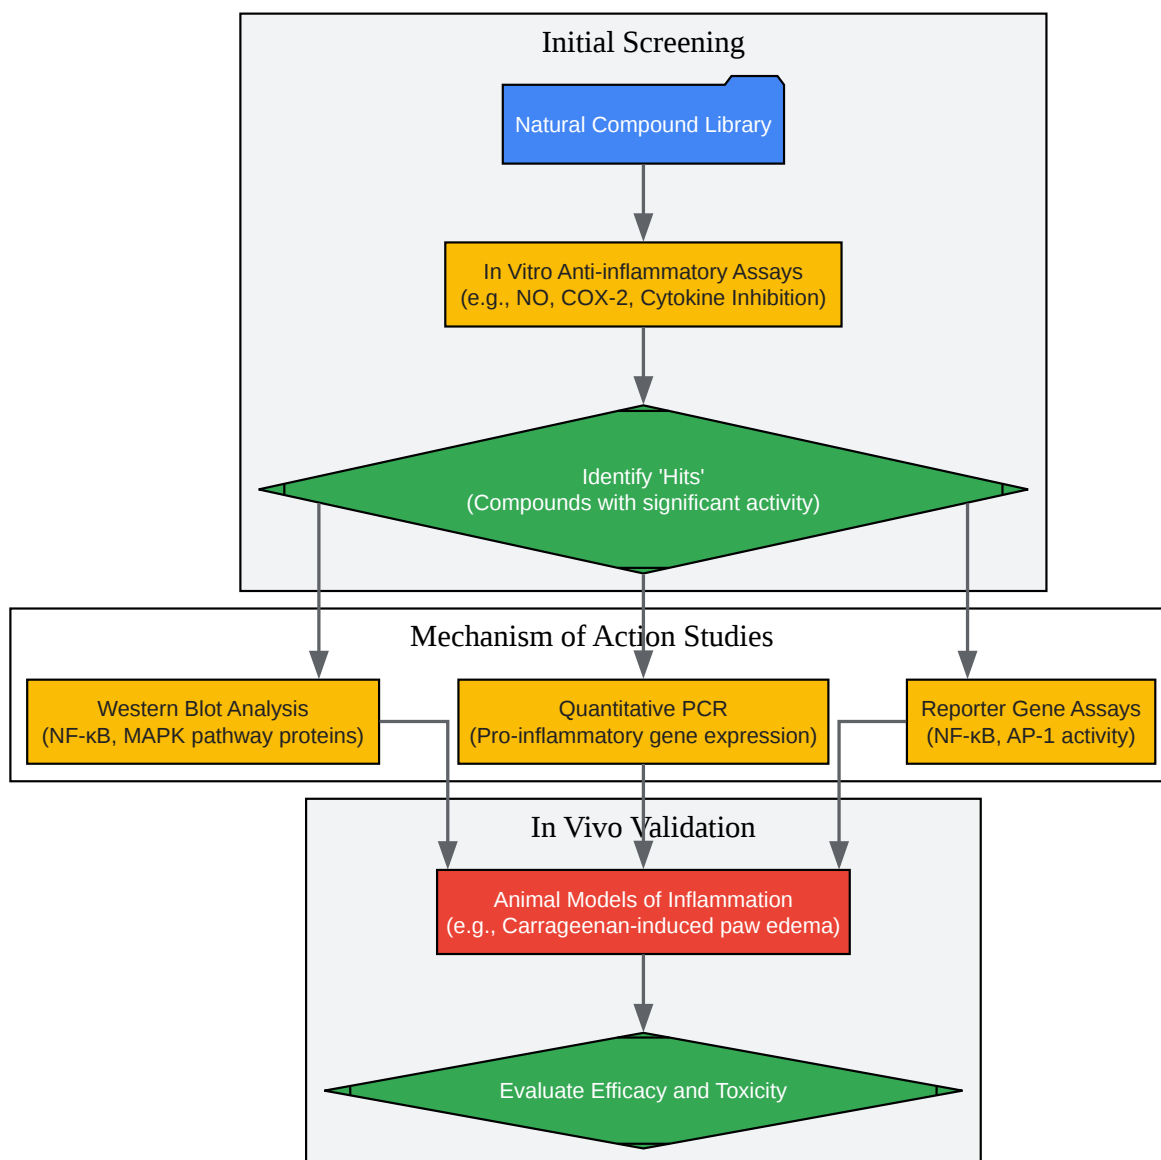 Initial Screening
Natural Compound Library
In Vitro Anti-inflammatory Assays
(e.g., NO, COX-2, Cytokine Inhibition)
Identify 'Hits'
(Compounds with significant activity)
Mechanism of Action Studies
Western Blot Analysis
(NF-κB, MAPK pathway proteins)
Quantitative PCR
(Pro-inflammatory gene expression)
Reporter Gene Assays
(NF-κB, AP-1 activity)
In Vivo Validation
Animal Models of Inflammation
(e.g., Carrageenan-induced paw edema)
Evaluate Efficacy and Toxicity